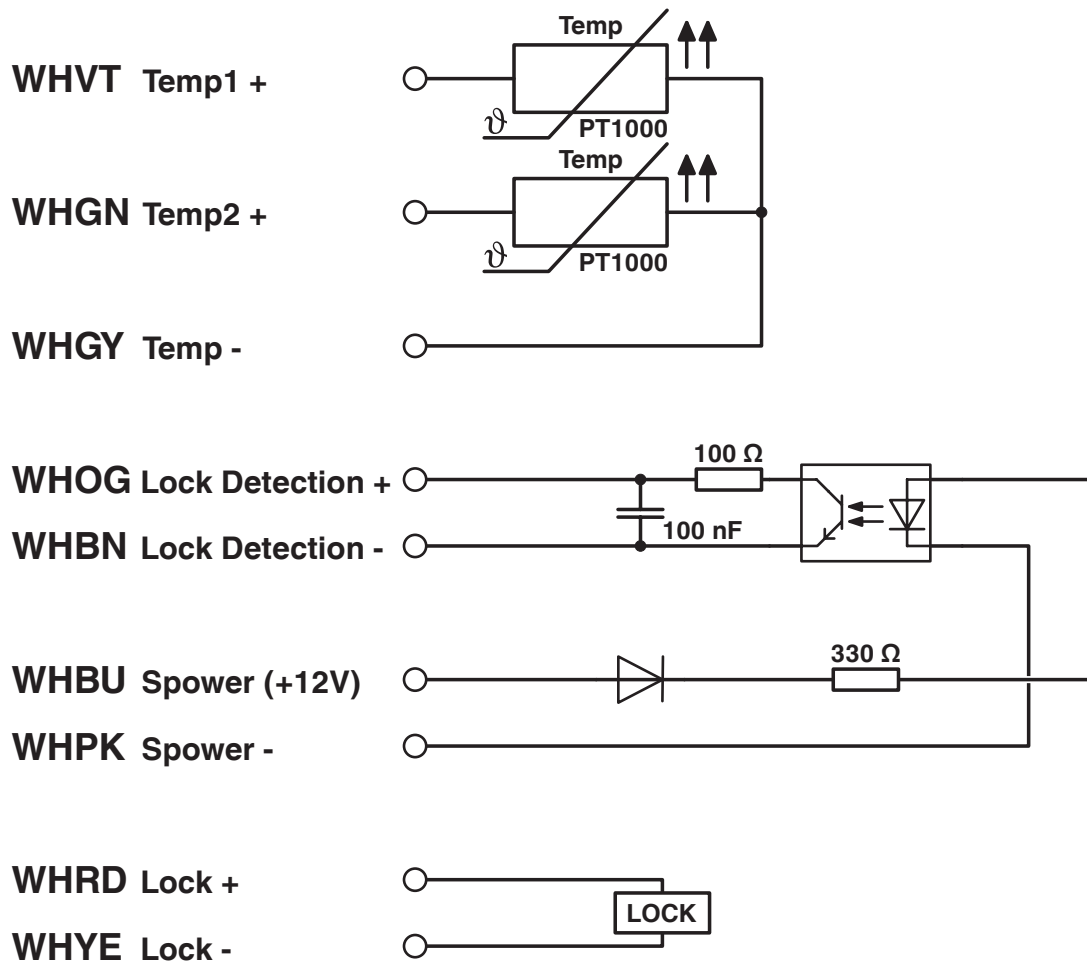 Temp
WHVT Temp1 +
ϑ PT1000
Temp
WHGN Temp2 +
ϑ PT1000
WHGY Temp -
100 Ω
WHOG Lock Detection +
100 nF
WHBN Lock Detection -
330 Ω
WHBU Spower (+12V)
WHPK Spower -
WHRD Lock +
LOCK
WHYE Lock -